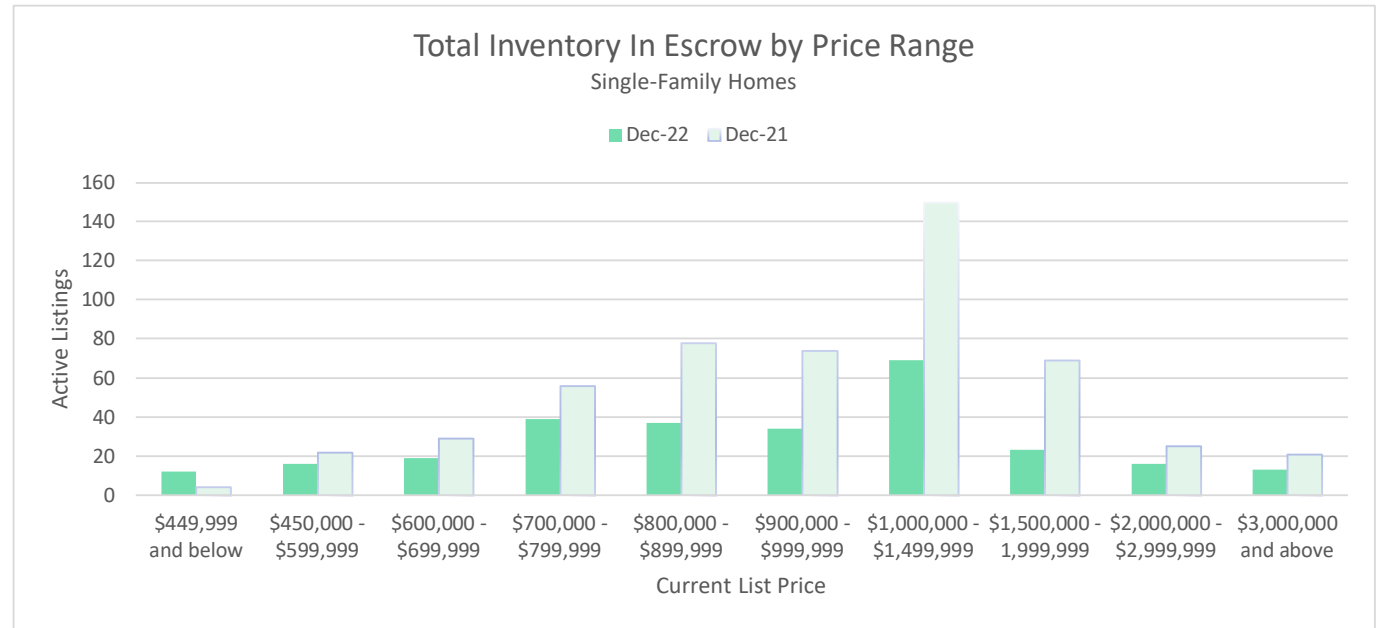 Total Inventory In Escrow by Price Range
Single-Family Homes
Dec-22 Dec-21
160
140
120
100
80
60
40
20
0
Active Listings
$449,999 and below
$450,000 - $599,999
$600,000 - $699,999
$700,000 - $799,999
$800,000 - $899,999
$900,000 - $999,999
$1,000,000 - $1,499,999
$1,500,000 - 1,999,999
$2,000,000 - $2,999,999
$3,000,000 and above
Current List Price